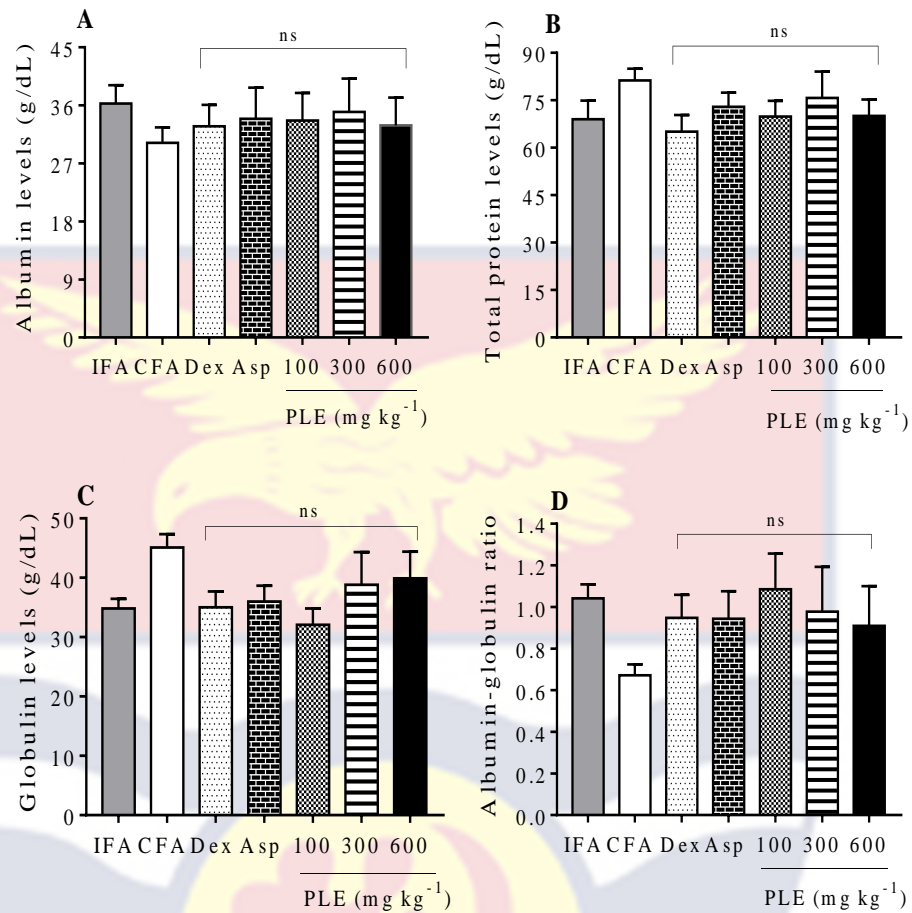 A
ns
Albumin levels (g/dL)
45
36
27
18
9
0
IFA CFA Dex Asp 100 300 600
PLE (mg kg-1)
B
ns
Total protein levels (g/dL)
90
75
60
45
30
15
0
IFA CFA Dex Asp 100 300 600
PLE (mg kg-1)
C
ns
Globulin levels (g/dL)
50
40
30
20
10
0
IFA CFA Dex Asp 100 300 600
PLE (mg kg-1)
D
ns
Albumin-globulin ratio
1.4
1.2
1.0
0.8
0.6
0.4
0.2
0.0
IFA CFA Dex Asp 100 300 600
PLE (mg kg-1)